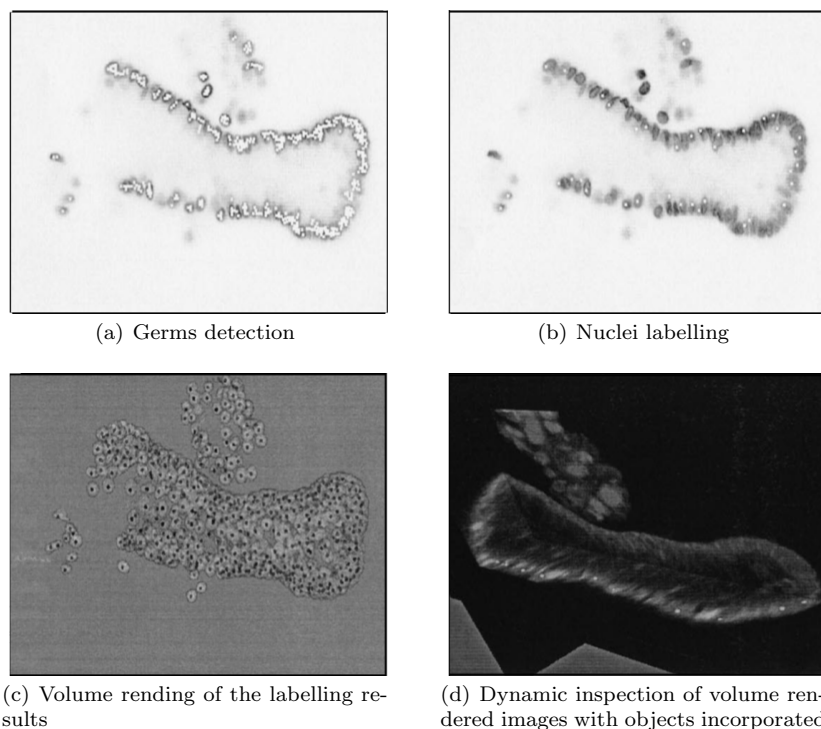 (a) Germs detection
(b) Nuclei labelling
(c) Volume rending of the labelling re-
sults
(d) Dynamic inspection of volume ren-
dered images with objects incorporated